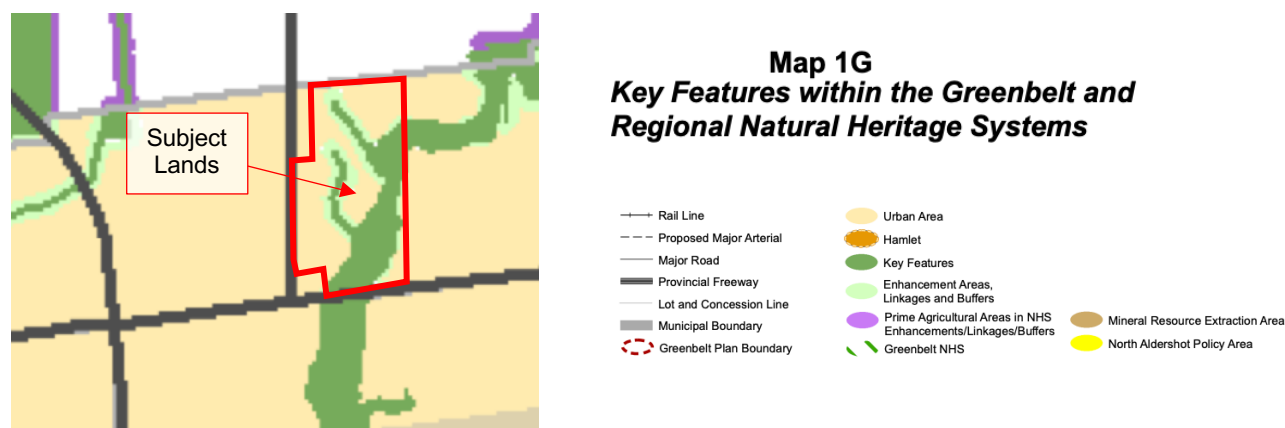 Subject
Lands
Map 1G
Key Features within the Greenbelt and
Regional Natural Heritage Systems
Rail Line
Proposed Major Arterial
Major Road
Provincial Freeway
Lot and Concession Line
Municipal Boundary
Greenbelt Plan Boundary
Urban Area
Hamlet
Key Features
Enhancement Areas,
Linkages and Buffers
Prime Agricultural Areas in NHS
Enhancements/Linkages/Buffers
Greenbelt NHS
Mineral Resource Extraction Area
North Aldershot Policy Area